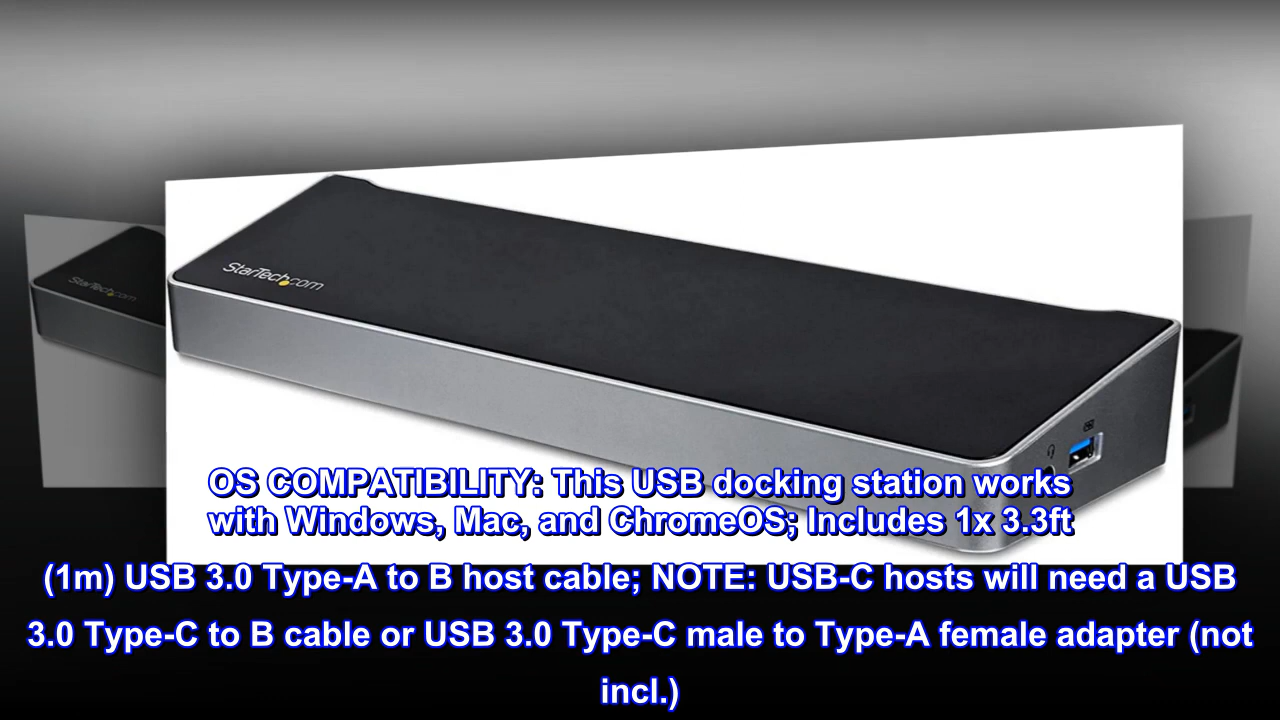 StarTech.com
StarTech.com
OS COMPATIBILITY: This USB docking station works
with Windows, Mac, and ChromeOS; Includes 1x 3.3ft
(1m) USB 3.0 Type-A to B host cable; NOTE: USB-C hosts will need a USB
3.0 Type-C to B cable or USB 3.0 Type-C male to Type-A female adapter (not
incl.)